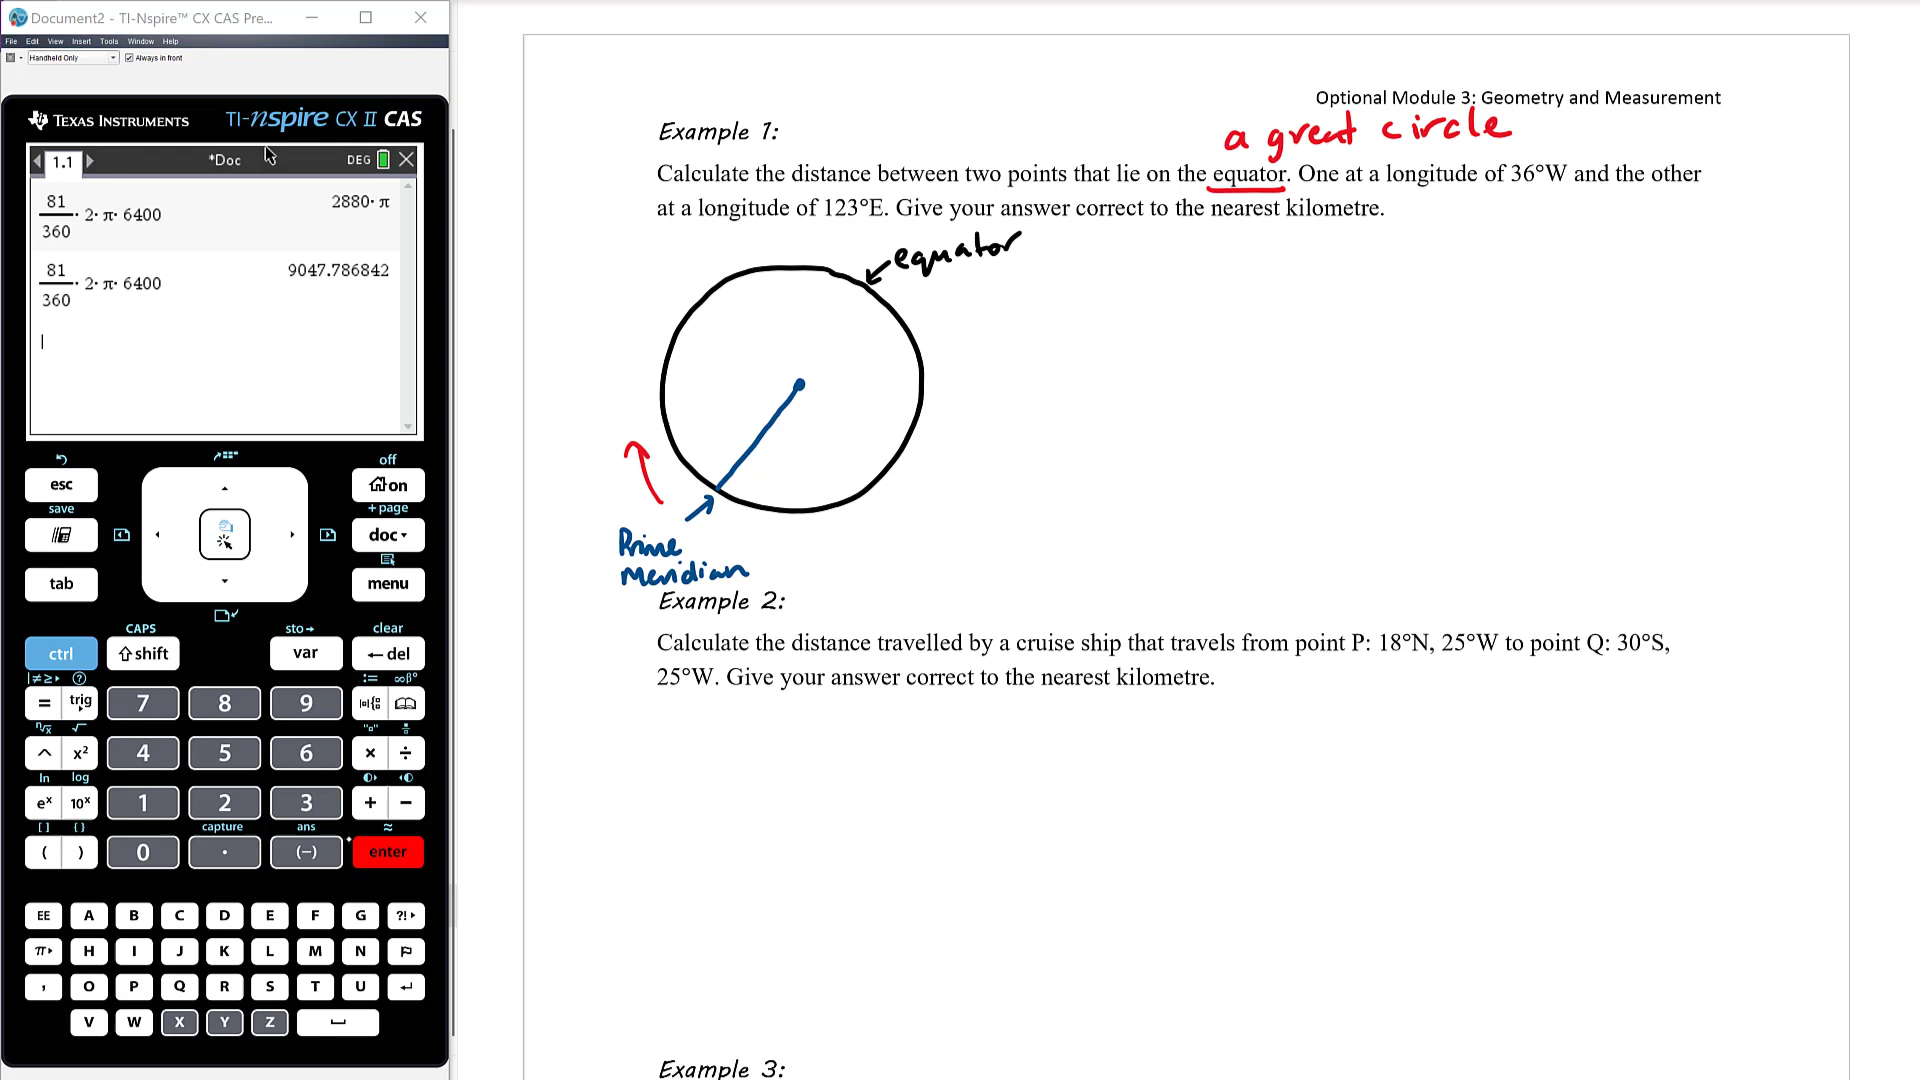 Document2 - TI-Nspire™ CX CAS Pre...
File Edit View Insert Tools Window Help
Handheld Only Always in front
TEXAS INSTRUMENTS TI-nspire CX II CAS
1.1 *Doc DEG
81/360 · 2 · π · 6400 2880 · π
81/360 · 2 · π · 6400 9047.786842
off
esc on
save + page
doc
tab menu
CAPS sto→ clear
ctrl shift var ← del
= trig 7 8 9
^ x² 4 5 6 × ÷
ln log
eˣ 10ˣ 1 2 3 + −
[ ] { } capture ans ≈
( ) 0 . (−) enter
EE A B C D E F G ?!
π H I J K L M N
, O P Q R S T U
V W X Y Z
Optional Module 3: Geometry and Measurement
Example 1:
a great circle
Calculate the distance between two points that lie on the equator. One at a longitude of 36°W and the other
at a longitude of 123°E. Give your answer correct to the nearest kilometre.
equator
Prime
Meridian
Example 2:
Calculate the distance travelled by a cruise ship that travels from point P: 18°N, 25°W to point Q: 30°S,
25°W. Give your answer correct to the nearest kilometre.
Example 3: